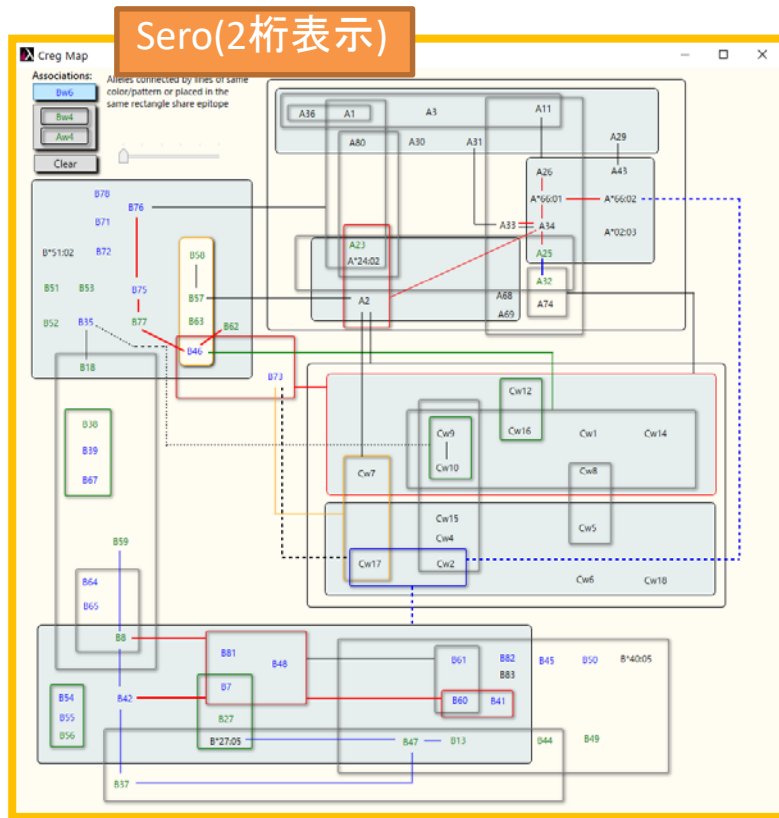 Sero(2桁表示)
Creg Map
Associations:
Bw6
Bw4
Aw4
Clear
Alleles connected by lines of same
color/pattern or placed in the
same rectangle share epitope
A36 A1 A3 A11
A80 A30 A31 A29
A26 A43
A*66:01 A*66:02
A33 A34 A*02:03
A23 A25
A*24:02 A32
A2 A68 A74
A69
B78
B76
B71
B*51:02 B72 B58
B51 B53 B75 B57
B52 B35 B77 B63 B62
B46
B18 B73
Cw12
Cw9 Cw16 Cw1 Cw14
Cw7 Cw10 Cw8
Cw15
Cw4 Cw5
Cw17 Cw2 Cw6 Cw18
B38
B39
B67
B59
B64
B65
B8
B81 B48 B61 B82 B45 B50 B*40:05
B83
B54 B42 B7 B60 B41
B55
B56 B27
B*27:05 B47 B13 B44 B49
B37